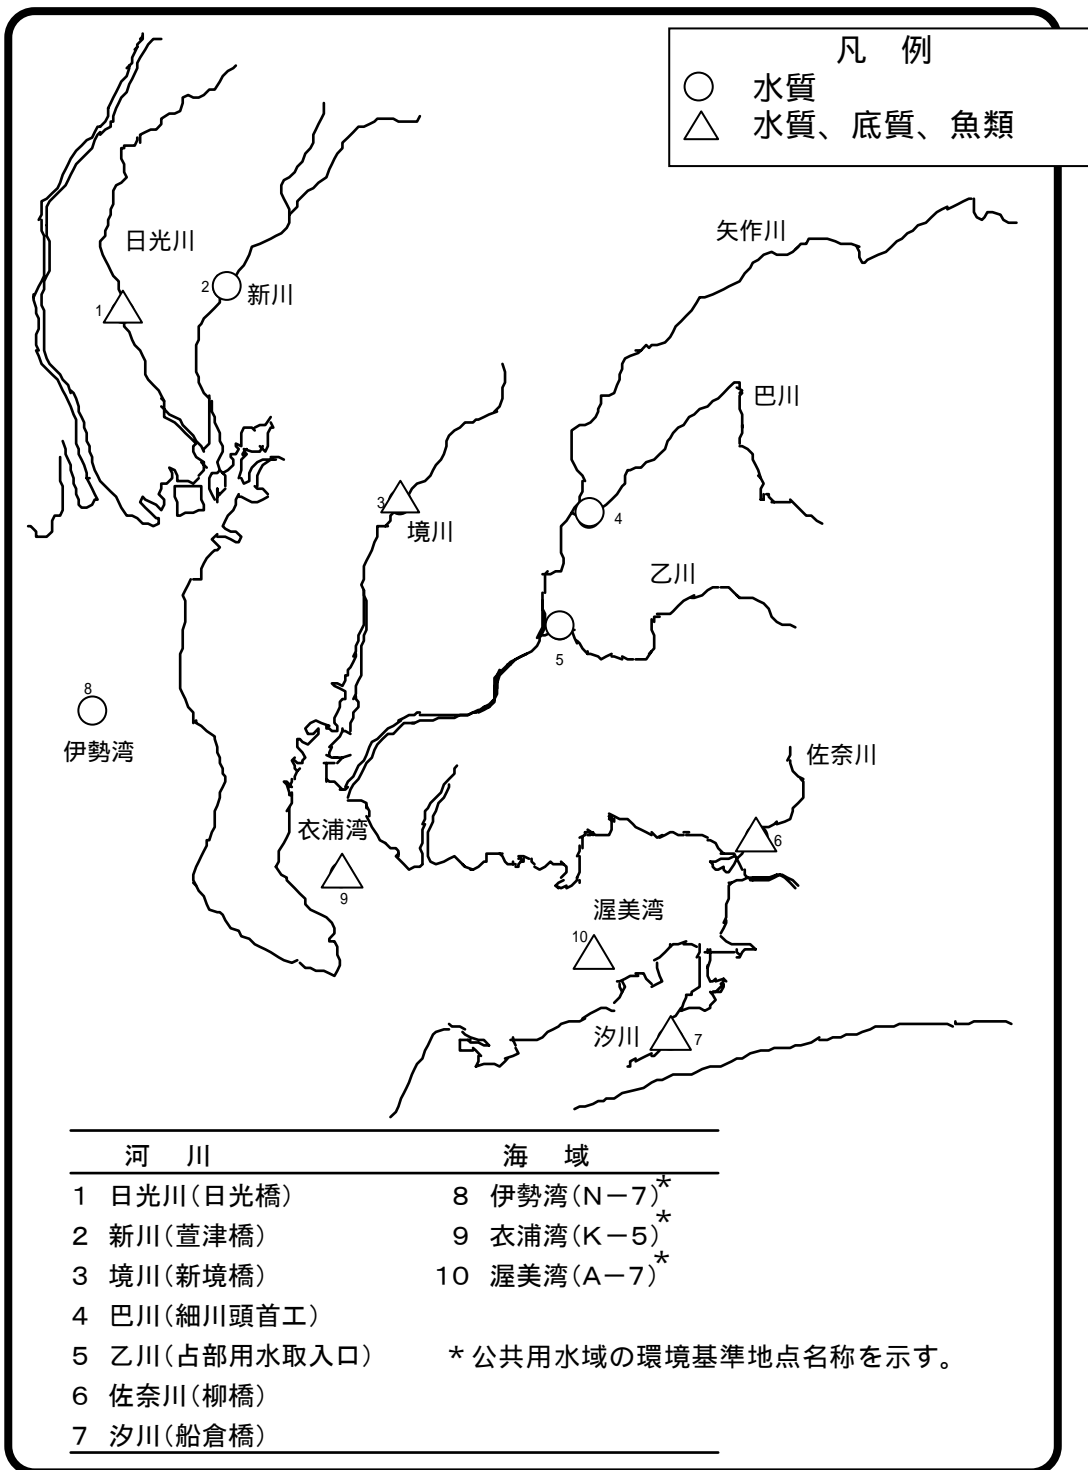 凡 例
○ 水質
△ 水質、底質、魚類
矢作川
日光川
2
新川
1
巴川
3
4
境川
乙川
5
8
伊勢湾
佐奈川
衣浦湾
6
9
渥美湾
10
汐川
7
河 川 海 域
1 日光川(日光橋) 8 伊勢湾(N-7)*
2 新川(萱津橋) 9 衣浦湾(K-5)*
3 境川(新境橋) 10 渥美湾(A-7)*
4 巴川(細川頭首工)
5 乙川(占部用水取入口) *公共用水域の環境基準地点名称を示す。
6 佐奈川(柳橋)
7 汐川(船倉橋)